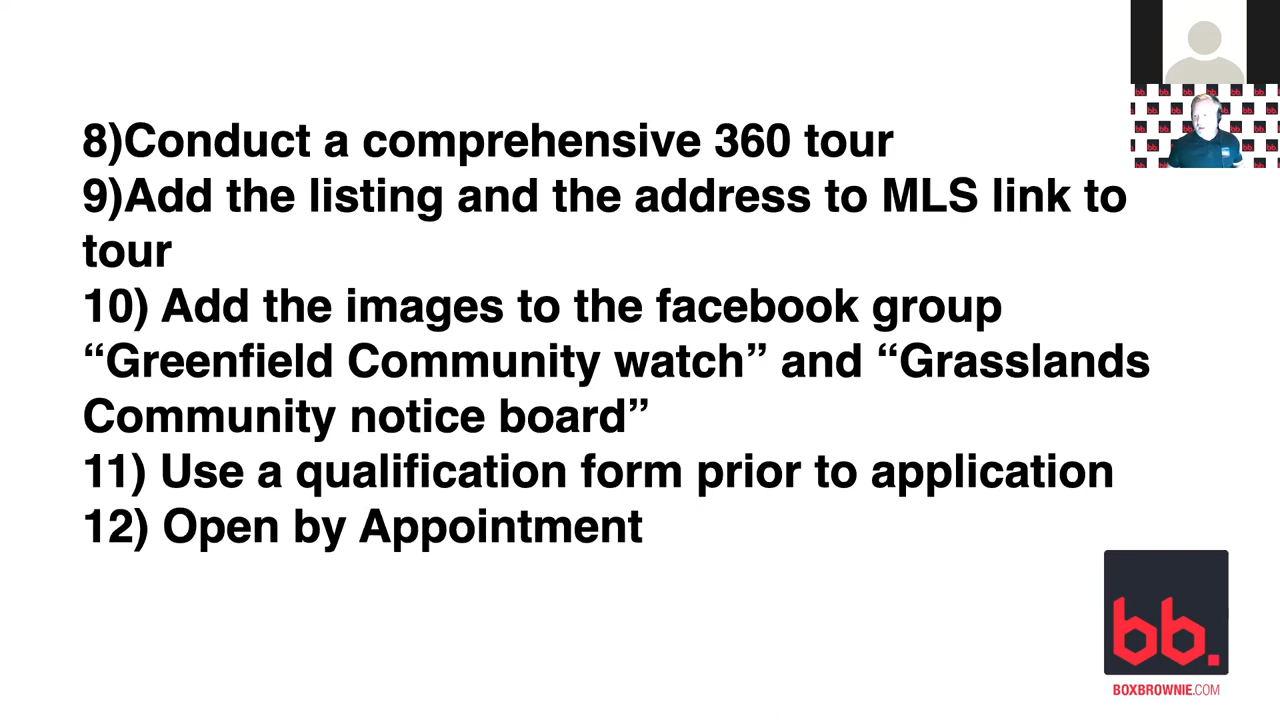 8)Conduct a comprehensive 360 tour
9)Add the listing and the address to MLS link to
tour
10) Add the images to the facebook group
“Greenfield Community watch” and “Grasslands
Community notice board”
11) Use a qualification form prior to application
12) Open by Appointment
bb.
BOXBROWNIE.COM